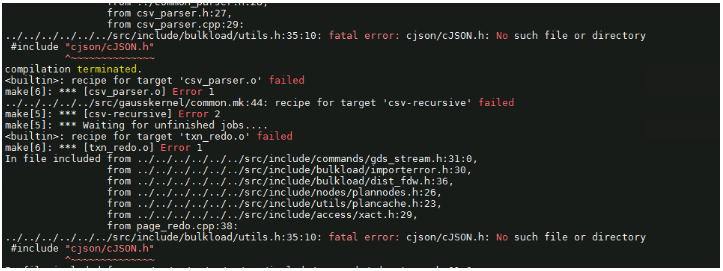 from ../common_parser.h:28,
from csv_parser.h:27,
from csv_parser.cpp:29:
../../../../../../src/include/bulkload/utils.h:35:10: fatal error: cjson/cJSON.h: No such file or directory
#include "cjson/cJSON.h"
^~~~~~~~~~~~~~~
compilation terminated.
<builtin>: recipe for target 'csv_parser.o' failed
make[6]: *** [csv_parser.o] Error 1
../../../../../src/gausskernel/common.mk:44: recipe for target 'csv-recursive' failed
make[5]: *** [csv-recursive] Error 2
make[5]: *** Waiting for unfinished jobs....
<builtin>: recipe for target 'txn_redo.o' failed
make[6]: *** [txn_redo.o] Error 1
In file included from ../../../../../../src/include/commands/gds_stream.h:31:0,
from ../../../../../../src/include/bulkload/importerror.h:30,
from ../../../../../../src/include/bulkload/dist_fdw.h:36,
from ../../../../../../src/include/nodes/plannodes.h:26,
from ../../../../../../src/include/utils/plancache.h:23,
from ../../../../../../src/include/access/xact.h:29,
from page_redo.cpp:38:
../../../../../../src/include/bulkload/utils.h:35:10: fatal error: cjson/cJSON.h: No such file or directory
#include "cjson/cJSON.h"
^~~~~~~~~~~~~~~